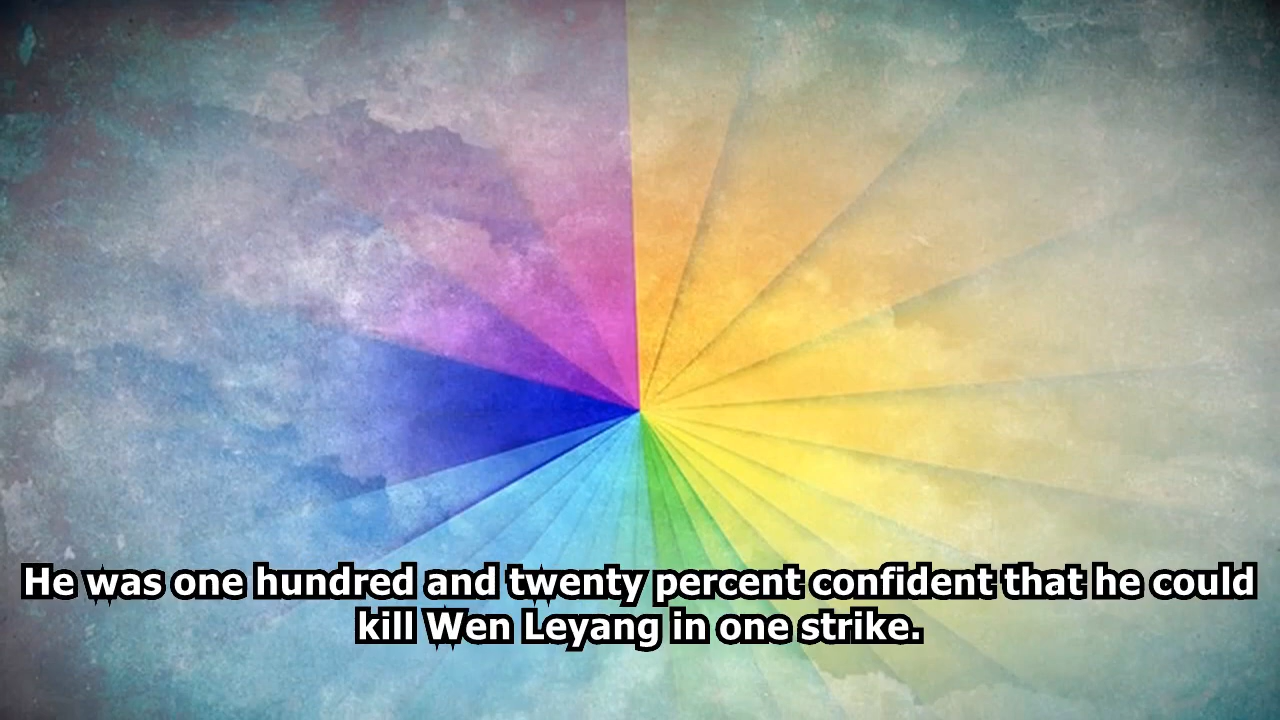 He was one hundred and twenty percent confident that he could
kill Wen Leyang in one strike.